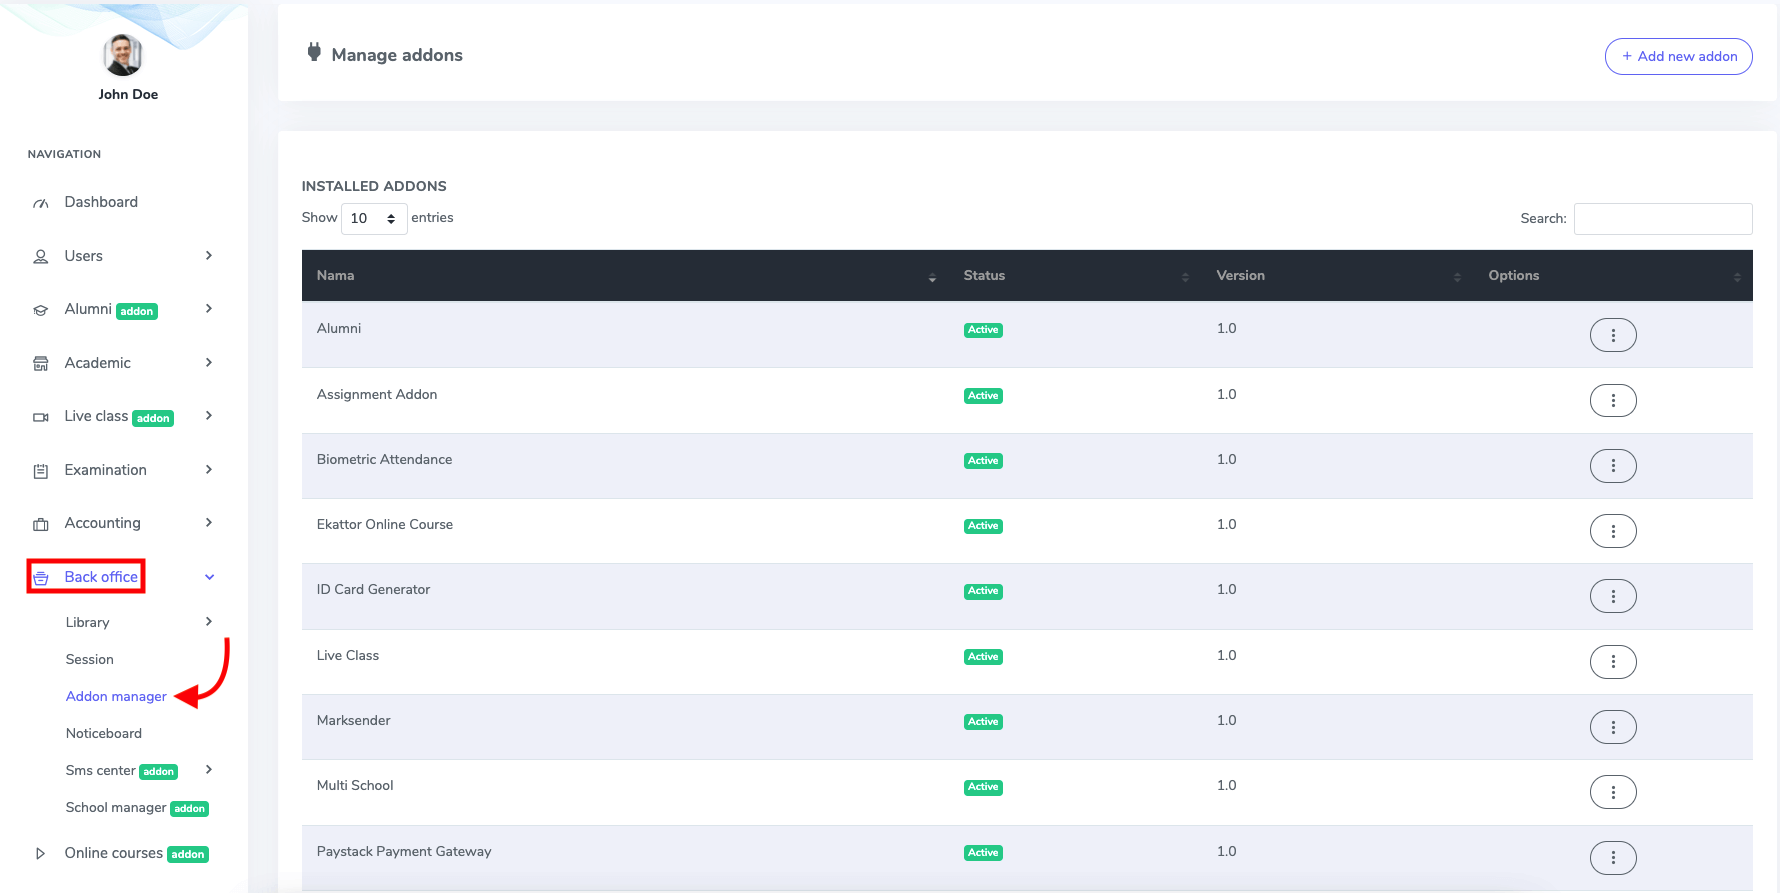 John Doe
NAVIGATION
Dashboard
Users
Alumni addon
Academic
Live class addon
Examination
Accounting
Back office
Library
Session
Addon manager
Noticeboard
Sms center addon
School manager addon
Online courses addon
Manage addons
+ Add new addon
INSTALLED ADDONS
Show 10 entries
Search:
Nama Status Version Options
Alumni Active 1.0
Assignment Addon Active 1.0
Biometric Attendance Active 1.0
Ekattor Online Course Active 1.0
ID Card Generator Active 1.0
Live Class Active 1.0
Marksender Active 1.0
Multi School Active 1.0
Paystack Payment Gateway Active 1.0